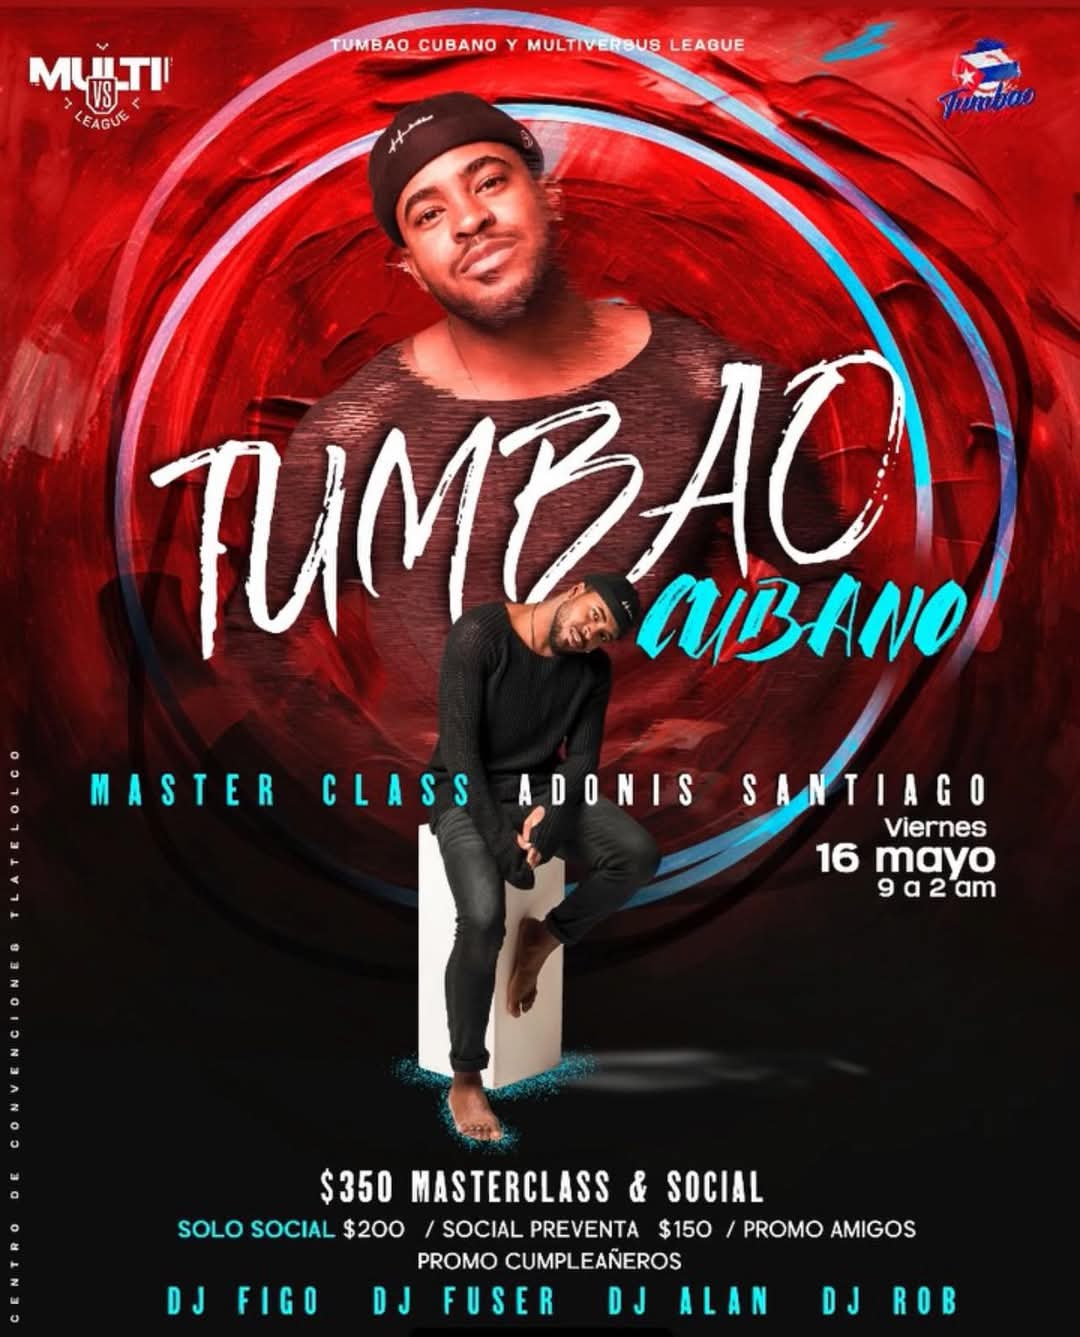 TUMBAO CUBANO Y MULTIVERSUS LEAGUE
MULTI
VS
LEAGUE
Tumbao
TUMBAO
CUBANO
MASTER CLASS ADONIS SANTIAGO
Viernes
16 mayo
9 a 2 am
CENTRO DE CONVENCIONES TLATELOLCO
$350 MASTERCLASS & SOCIAL
SOLO SOCIAL $200 / SOCIAL PREVENTA $150 / PROMO AMIGOS
PROMO CUMPLEAÑEROS
DJ FIGO DJ FUSER DJ ALAN DJ ROB